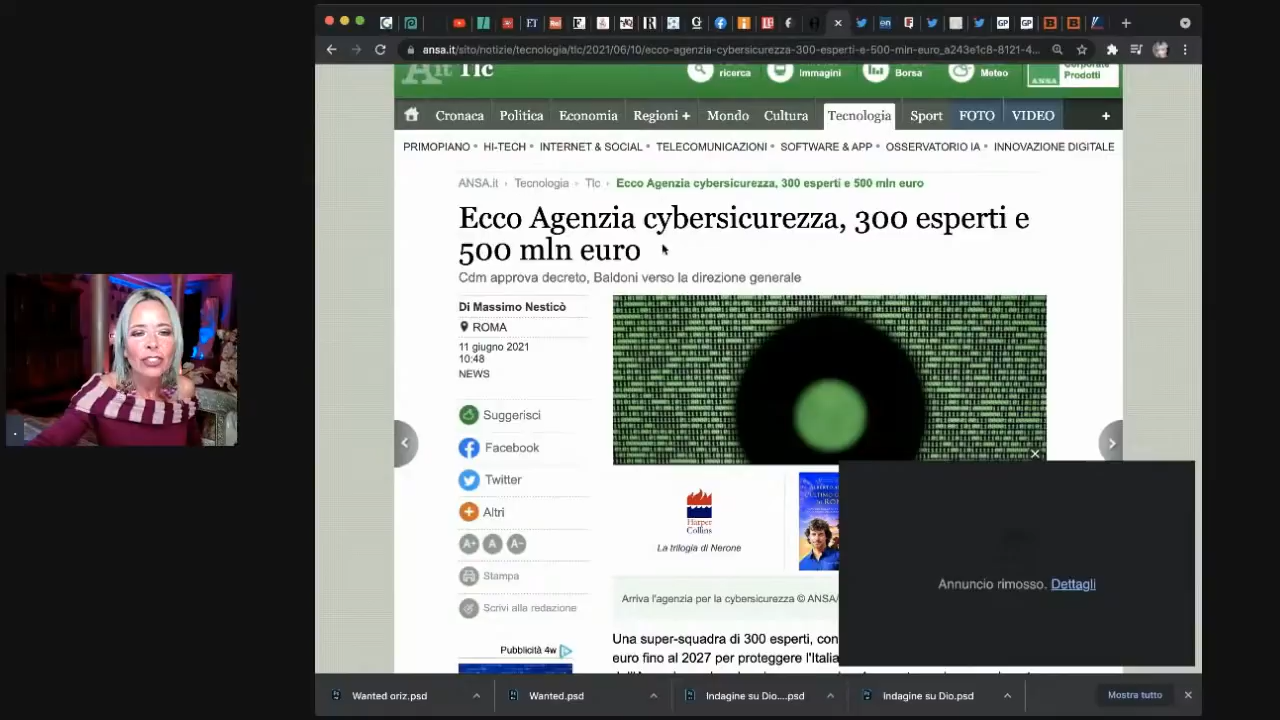 ansa.it/sito/notizie/tecnologia/tlc/2021/06/10/ecco-agenzia-cybersicurezza-300-esperti-e-500-mln-euro_a243e1c8-8121-4...
Tlc
ricerca
Immagini
Borsa
Meteo
Corporate
Prodotti
ANSA
Cronaca Politica Economia Regioni + Mondo Cultura Tecnologia Sport FOTO VIDEO +
PRIMOPIANO • HI-TECH • INTERNET & SOCIAL • TELECOMUNICAZIONI • SOFTWARE & APP • OSSERVATORIO IA • INNOVAZIONE DIGITALE
ANSA.it › Tecnologia › Tlc › Ecco Agenzia cybersicurezza, 300 esperti e 500 mln euro
Ecco Agenzia cybersicurezza, 300 esperti e
500 mln euro
Cdm approva decreto, Baldoni verso la direzione generale
Di Massimo Nesticò
ROMA
11 giugno 2021
10:48
NEWS
Suggerisci
Facebook
Twitter
Altri
A+ A A-
Stampa
Scrivi alla redazione
Pubblicità 4w
Harper
Collins
La trilogia di Nerone
Annuncio rimosso. Dettagli
Arriva l'agenzia per la cybersicurezza © ANSA/
Una super-squadra di 300 esperti, con
euro fino al 2027 per proteggere l'Italia
Wanted oriz.psd
Wanted.psd
Indagine su Dio....psd
Indagine su Dio.psd
Mostra tutto